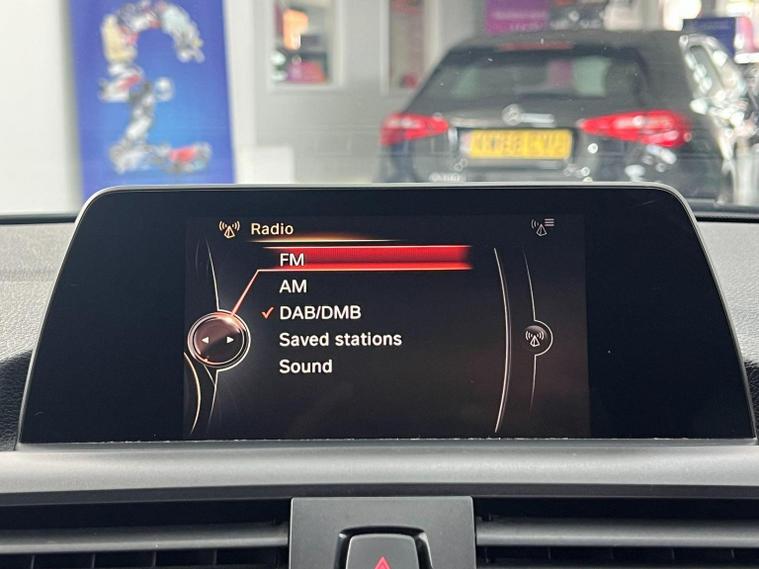 Radio
FM
AM
DAB/DMB
Saved stations
Sound